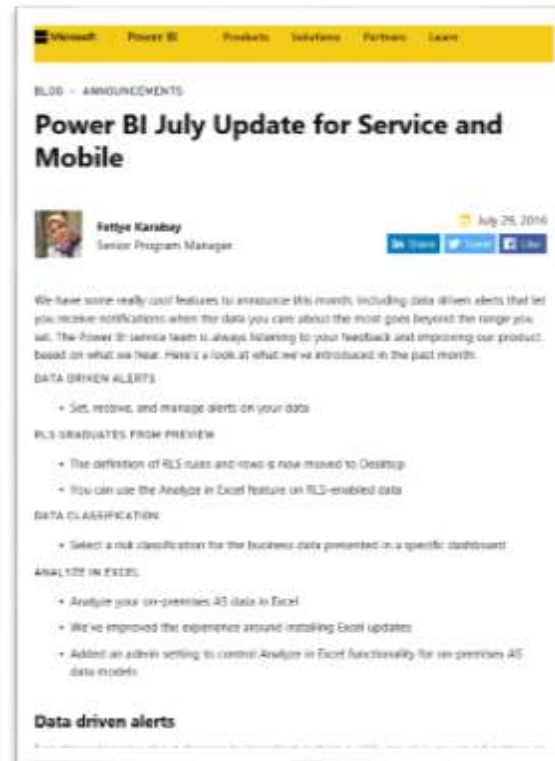 Microsoft Power BI Products Solutions Partners Learn
BLOG - ANNOUNCEMENTS
Power BI July Update for Service and
Mobile
July 29, 2016
Fettye Karabay
Senior Program Manager
in Share Tweet Like
We have some really cool features to announce this month, including data driven alerts that let
you receive notifications when the data you care about the most goes beyond the range you
set. The Power BI service team is always listening to your feedback and improving our product
based on what we hear. Here's a look at what we've introduced in the past month:
DATA DRIVEN ALERTS
• Set, receive, and manage alerts on your data
RLS GRADUATES FROM PREVIEW
• The definition of RLS rules and rows is now moved to Desktop
• You can use the Analyze in Excel feature on RLS-enabled data
DATA CLASSIFICATION
• Select a risk classification for the business data presented in a specific dashboard
ANALYZE IN EXCEL
• Analyze your on-premises AS data in Excel
• We've improved the experience around installing Excel updates
• Added an admin setting to control Analyze in Excel functionality for on-premises AS
data models
Data driven alerts